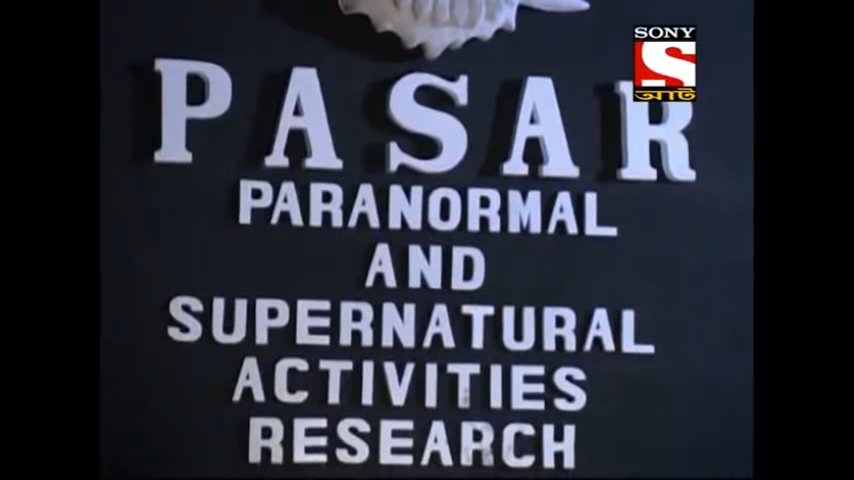 SONY
S
আট
PASAR
PARANORMAL
AND
SUPERNATURAL
ACTIVITIES
RESEARCH